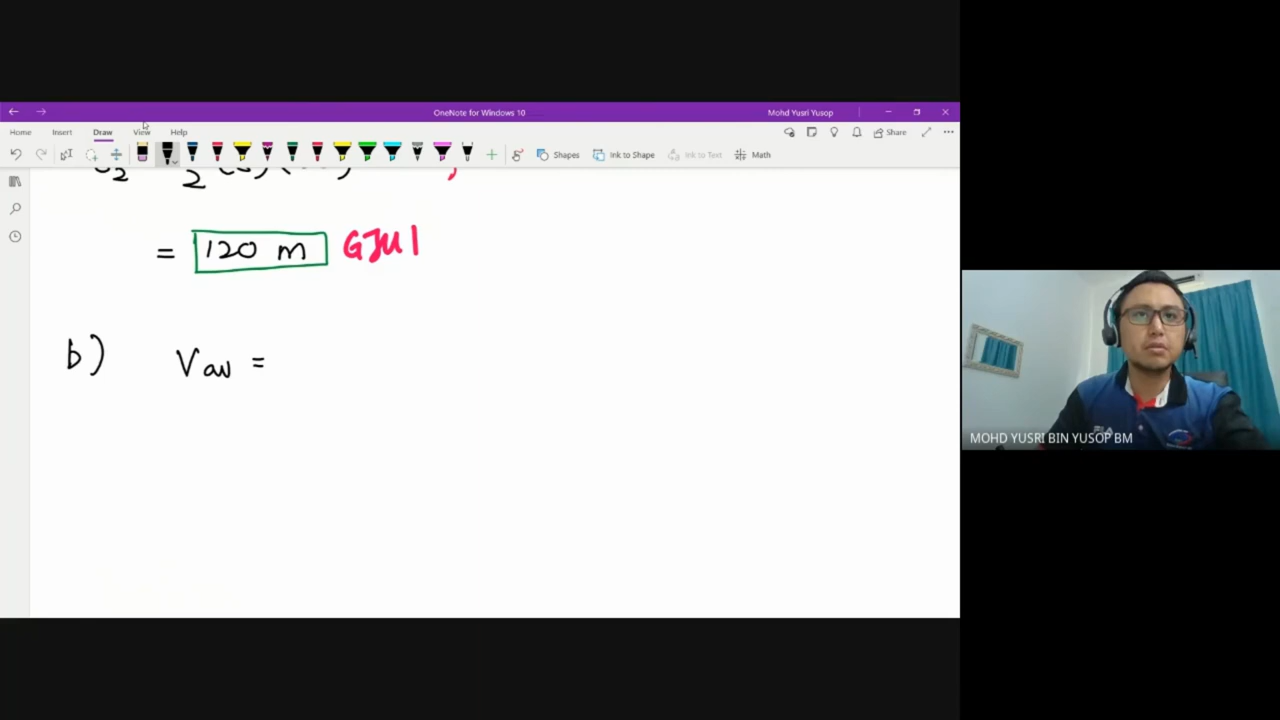 OneNote for Windows 10
Mohd Yusri Yusop
Home Insert Draw View Help
Share
Shapes Ink to Shape Ink to Text Math
= 120 m GJU1
b) Vav =
MOHD YUSRI BIN YUSOP BM